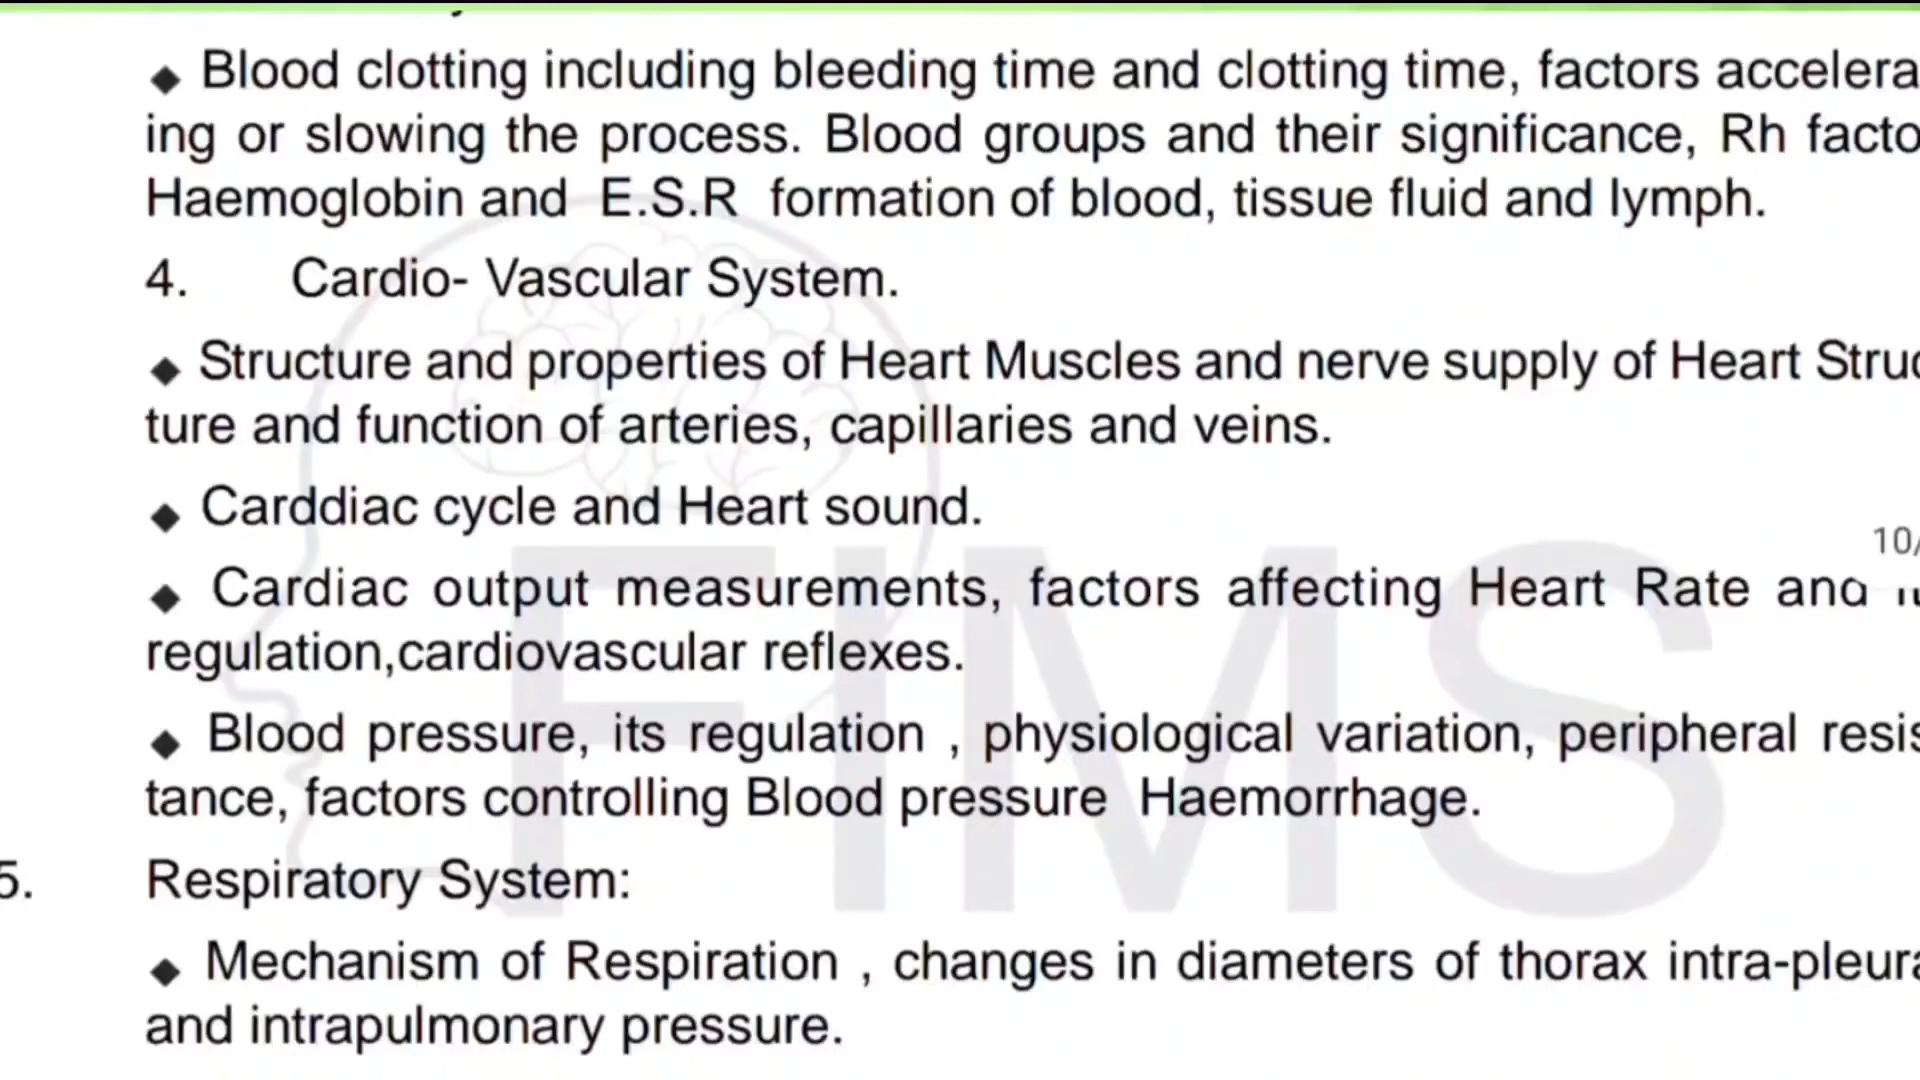 ◆ Blood clotting including bleeding time and clotting time, factors accelera
ing or slowing the process. Blood groups and their significance, Rh facto
Haemoglobin and E.S.R formation of blood, tissue fluid and lymph.
4. Cardio- Vascular System.
◆ Structure and properties of Heart Muscles and nerve supply of Heart Struc
ture and function of arteries, capillaries and veins.
◆ Carddiac cycle and Heart sound.
10/
◆ Cardiac output measurements, factors affecting Heart Rate and
regulation,cardiovascular reflexes.
◆ Blood pressure, its regulation , physiological variation, peripheral resis
tance, factors controlling Blood pressure Haemorrhage.
5. Respiratory System:
◆ Mechanism of Respiration , changes in diameters of thorax intra-pleura
and intrapulmonary pressure.
FIMS